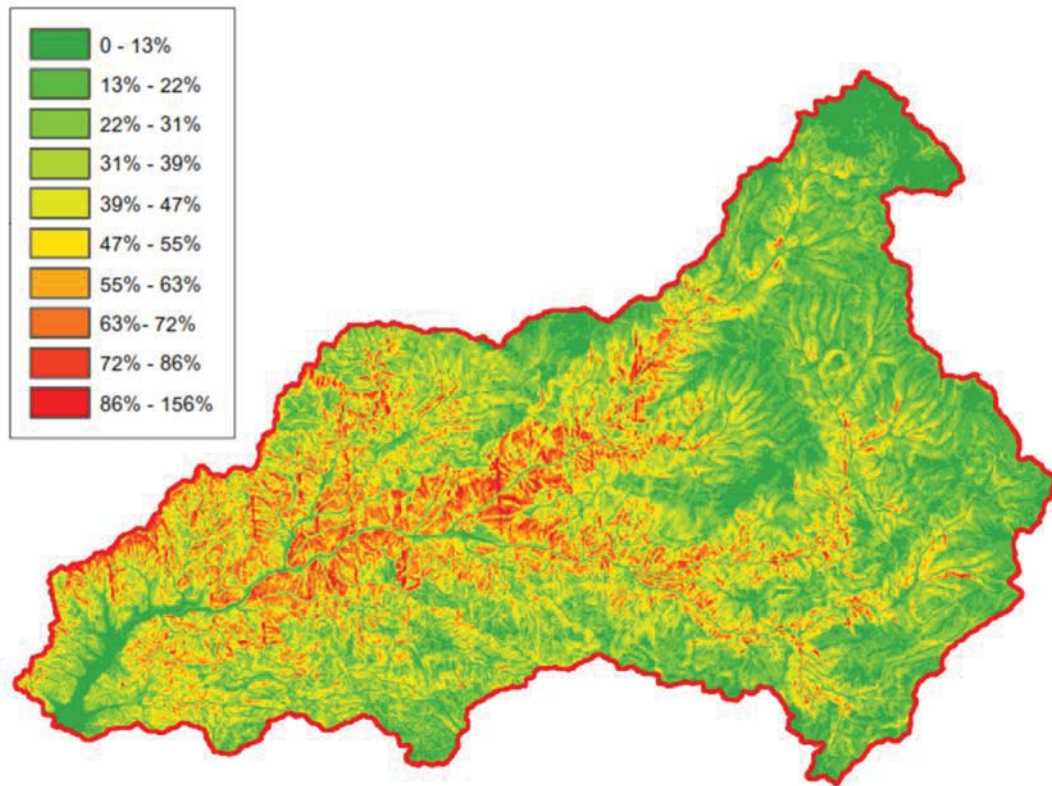 0 - 13%
13% - 22%
22% - 31%
31% - 39%
39% - 47%
47% - 55%
55% - 63%
63%- 72%
72% - 86%
86% - 156%